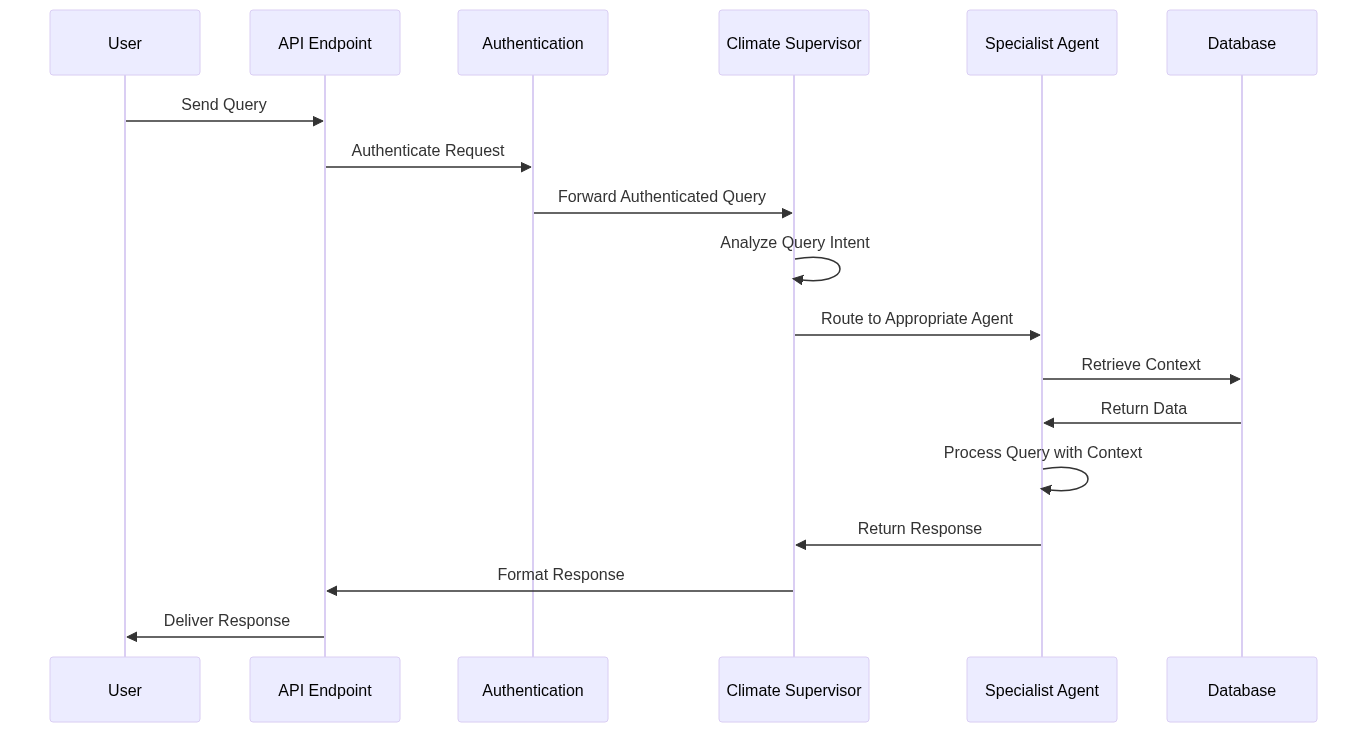 User
API Endpoint
Authentication
Climate Supervisor
Specialist Agent
Database
Send Query
Authenticate Request
Forward Authenticated Query
Analyze Query Intent
Route to Appropriate Agent
Retrieve Context
Return Data
Process Query with Context
Return Response
Format Response
Deliver Response
User
API Endpoint
Authentication
Climate Supervisor
Specialist Agent
Database